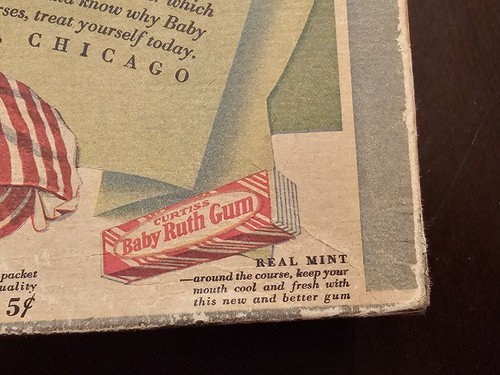 which
know why Baby
rses, treat yourself today.
CHICAGO
CURTISS
Baby Ruth Gum
packet
uality
5¢
REAL MINT
—around the course, keep your
mouth cool and fresh with
this new and better gum